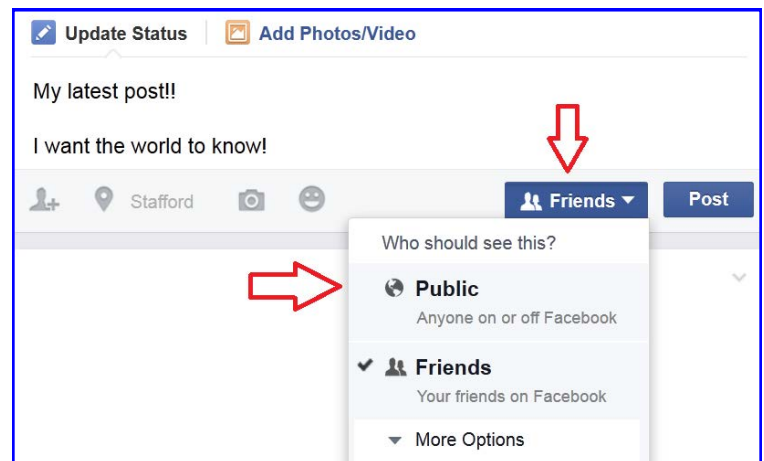 Update Status Add Photos/Video
My latest post!!
I want the world to know!
Stafford Friends Post
Who should see this?
Public
Anyone on or off Facebook
Friends
Your friends on Facebook
More Options